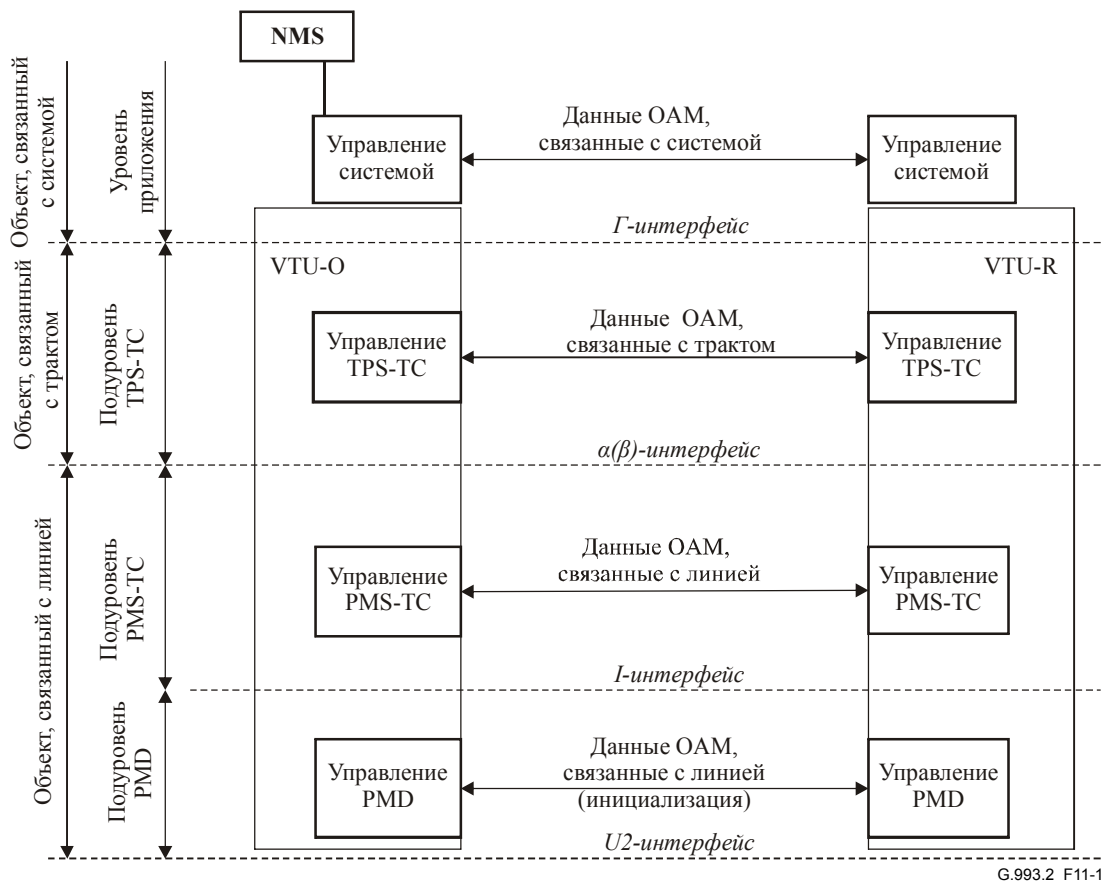 NMS
Объект, связанный
с системой
Уровень
приложения
Управление
системой
Данные OAM,
связанные с системой
Управление
системой
Г-интерфейс
Объект, связанный
с трактом
Подуровень
TPS-TC
VTU-O
VTU-R
Управление
TPS-TC
Данные OAM,
связанные с трактом
Управление
TPS-TC
α(β)-интерфейс
Объект, связанный с линией
Подуровень
PMS-TC
Управление
PMS-TC
Данные OAM,
связанные с линией
Управление
PMS-TC
I-интерфейс
Подуровень
PMD
Управление
PMD
Данные OAM,
связанные с линией
(инициализация)
Управление
PMD
U2-интерфейс
G.993.2_F11-1